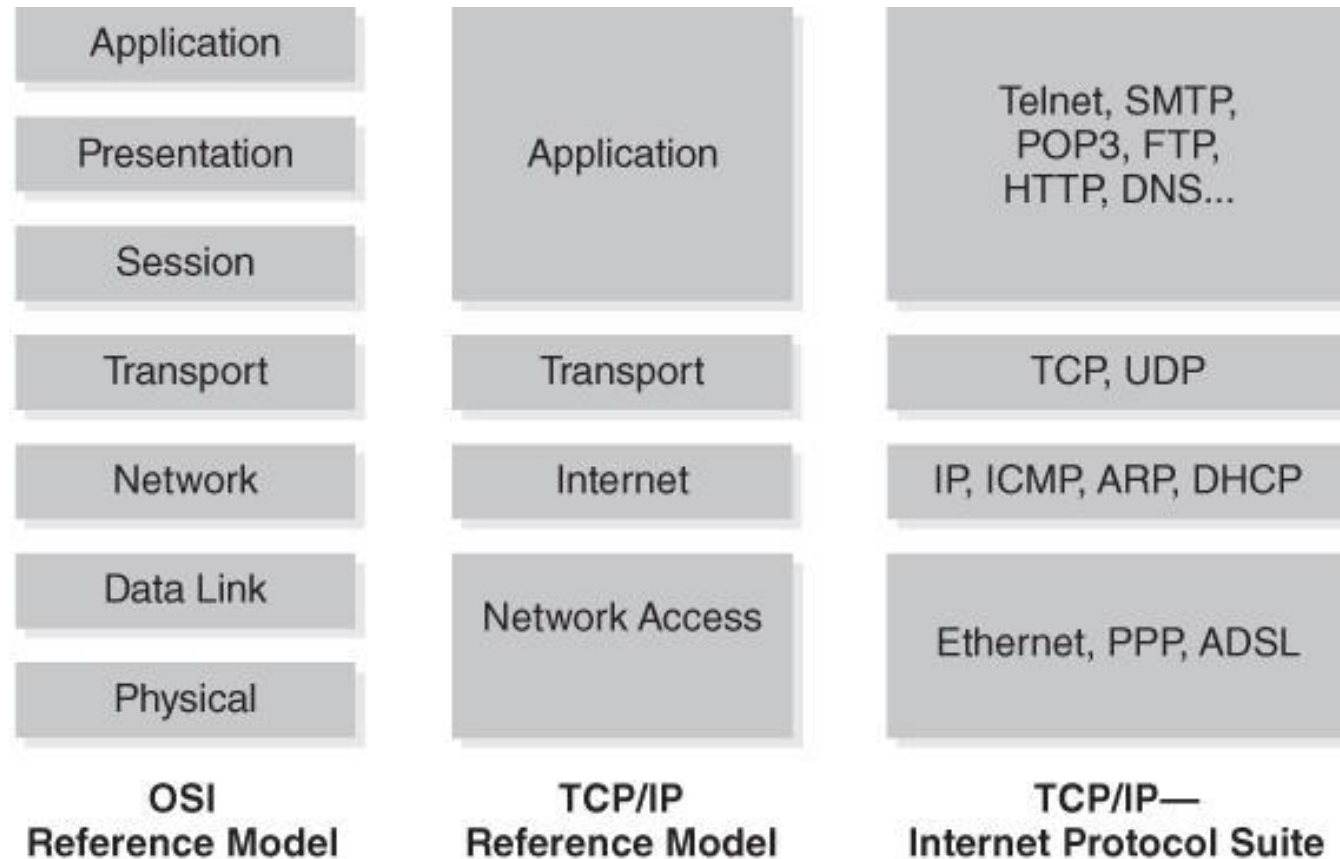 Application
Presentation
Session
Transport
Network
Data Link
Physical
OSI
Reference Model
Application
Transport
Internet
Network Access
TCP/IP
Reference Model
Telnet, SMTP,
POP3, FTP,
HTTP, DNS...
TCP, UDP
IP, ICMP, ARP, DHCP
Ethernet, PPP, ADSL
TCP/IP—
Internet Protocol Suite